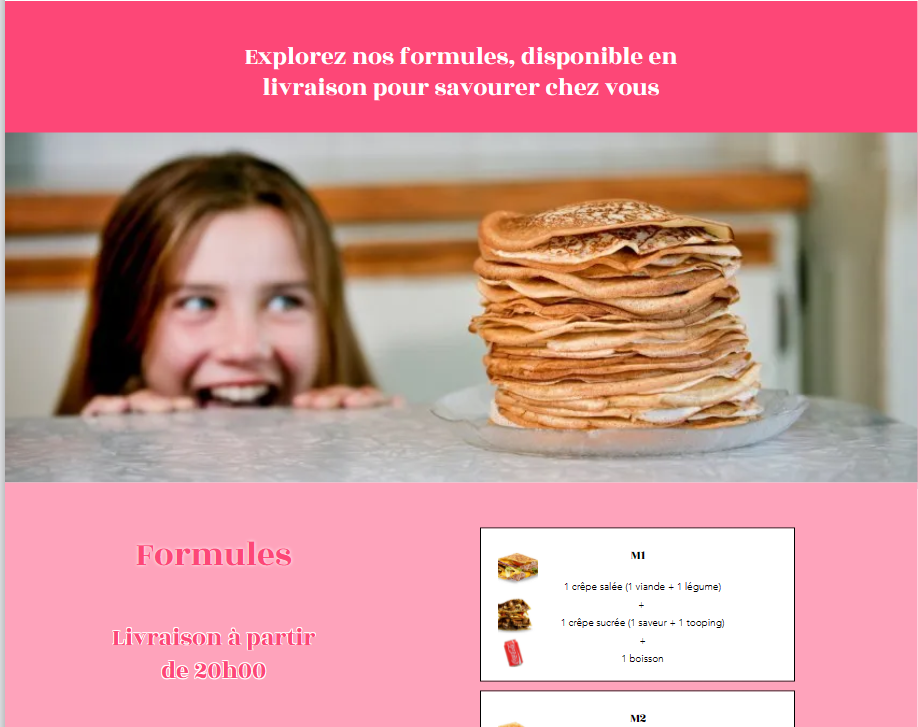 Explorez nos formules, disponible en
livraison pour savourer chez vous
Formules
Livraison à partir
de 20h00
M1
1 crêpe salée (1 viande + 1 légume)
+
1 crêpe sucrée (1 saveur + 1 tooping)
+
1 boisson
M2